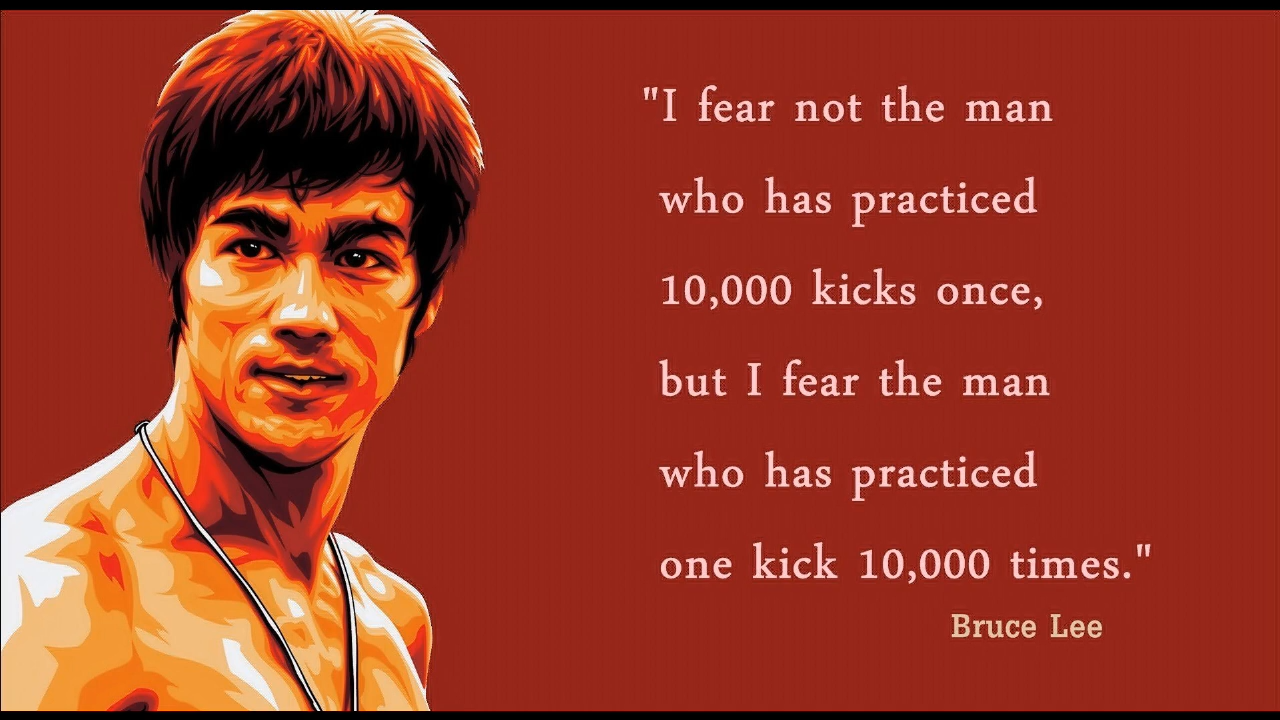 "I fear not the man
who has practiced
10,000 kicks once,
but I fear the man
who has practiced
one kick 10,000 times."
Bruce Lee